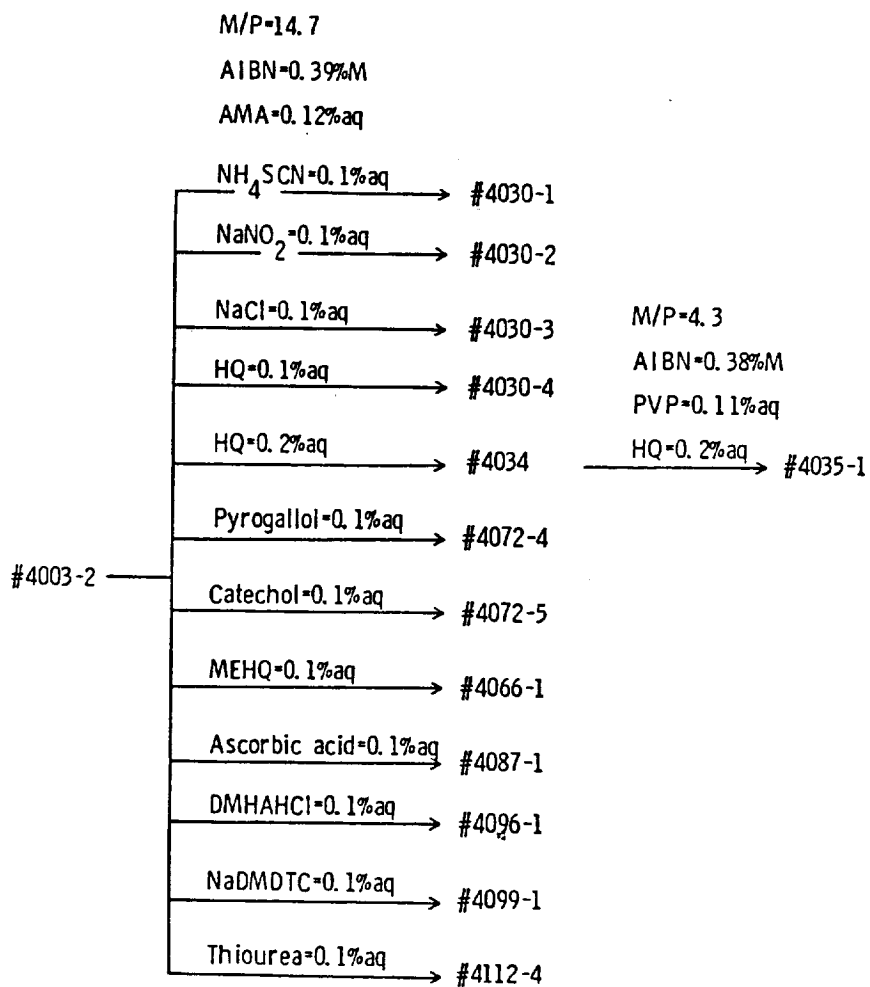 M/P=14.7
AIBN=0.39%M
AMA=0.12%aq
NH4SCN=0.1%aq
#4030-1
NaNO2=0.1%aq
#4030-2
NaCl=0.1%aq
#4030-3
HQ=0.1%aq
#4030-4
HQ=0.2%aq
#4034
M/P=4.3
AIBN=0.38%M
PVP=0.11%aq
HQ=0.2%aq
#4035-1
Pyrogallol=0.1%aq
#4072-4
#4003-2
Catechol=0.1%aq
#4072-5
MEHQ=0.1%aq
#4066-1
Ascorbic acid=0.1%aq
#4087-1
DMHAHCl=0.1%aq
#4096-1
NaDMDTC=0.1%aq
#4099-1
Thiourea=0.1%aq
#4112-4